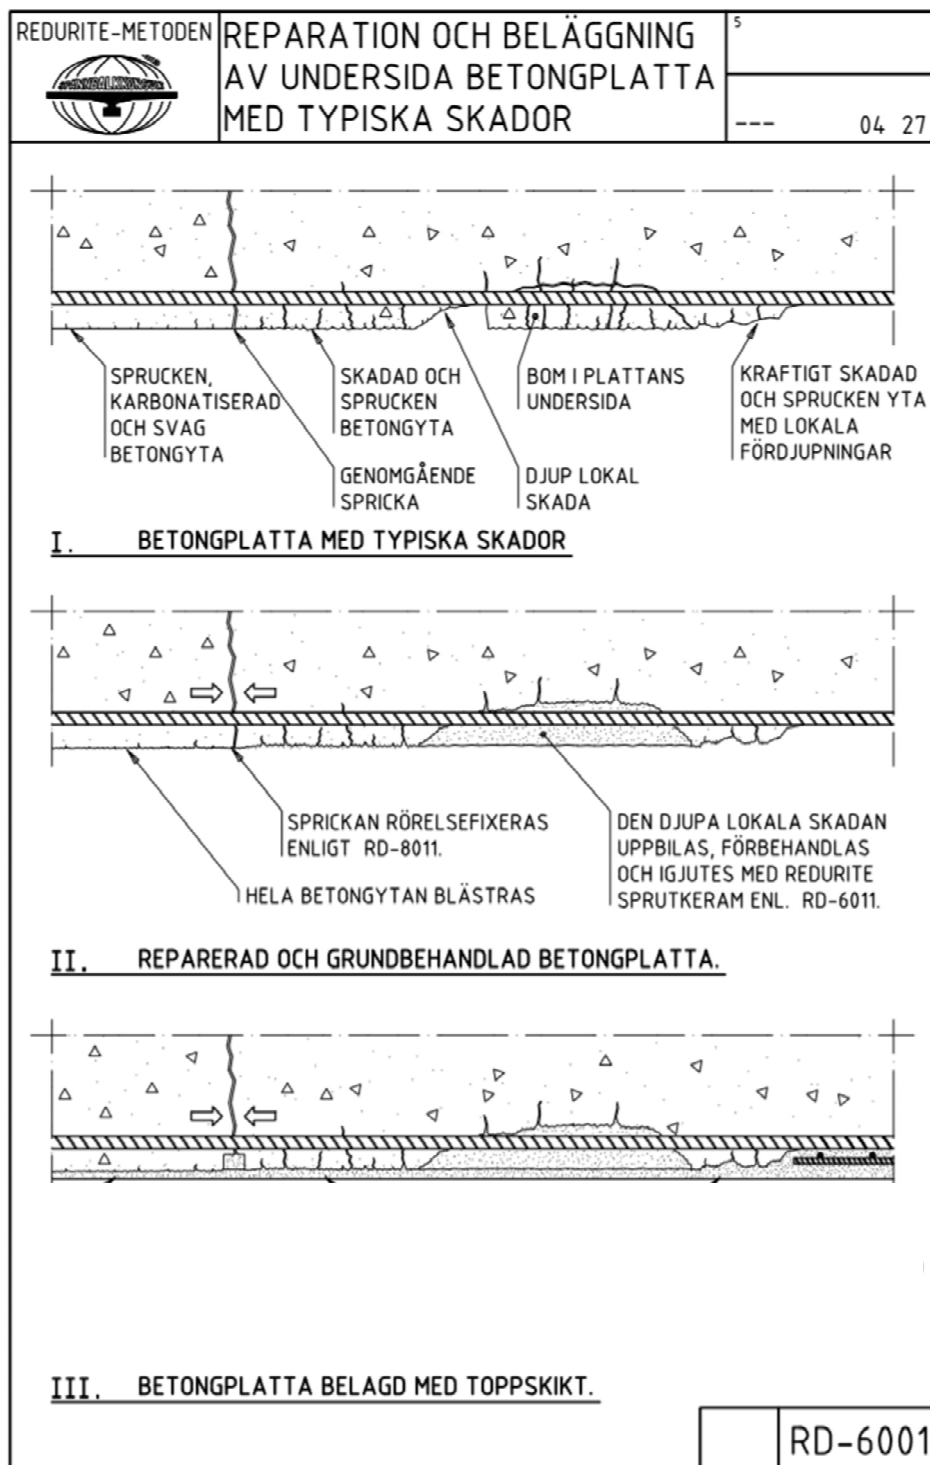 REDURITE-METODEN
REPARATION OCH BELÄGGNING
AV UNDERSIDA BETONGPLATTA
MED TYPISKA SKADOR
5
--- 04 27
SPRUCKEN,
KARBONATISERAD
OCH SVAG
BETONGYTA
SKADAD OCH
SPRUCKEN
BETONGYTA
BOM I PLATTANS
UNDERSIDA
KRAFTIGT SKADAD
OCH SPRUCKEN YTA
MED LOKALA
FÖRDJUPNINGAR
GENOMGÅENDE
SPRICKA
DJUP LOKAL
SKADA
I. BETONGPLATTA MED TYPISKA SKADOR
SPRICKAN RÖRELSEFIXERAS
ENLIGT RD-8011.
HELA BETONGYTAN BLÄSTRAS
DEN DJUPA LOKALA SKADAN
UPPBILAS, FÖRBEHANDLAS
OCH IGJUTES MED REDURITE
SPRUTKERAM ENL. RD-6011.
II. REPARERAD OCH GRUNDBEHANDLAD BETONGPLATTA.
III. BETONGPLATTA BELAGD MED TOPPSKIKT.
RD-6001